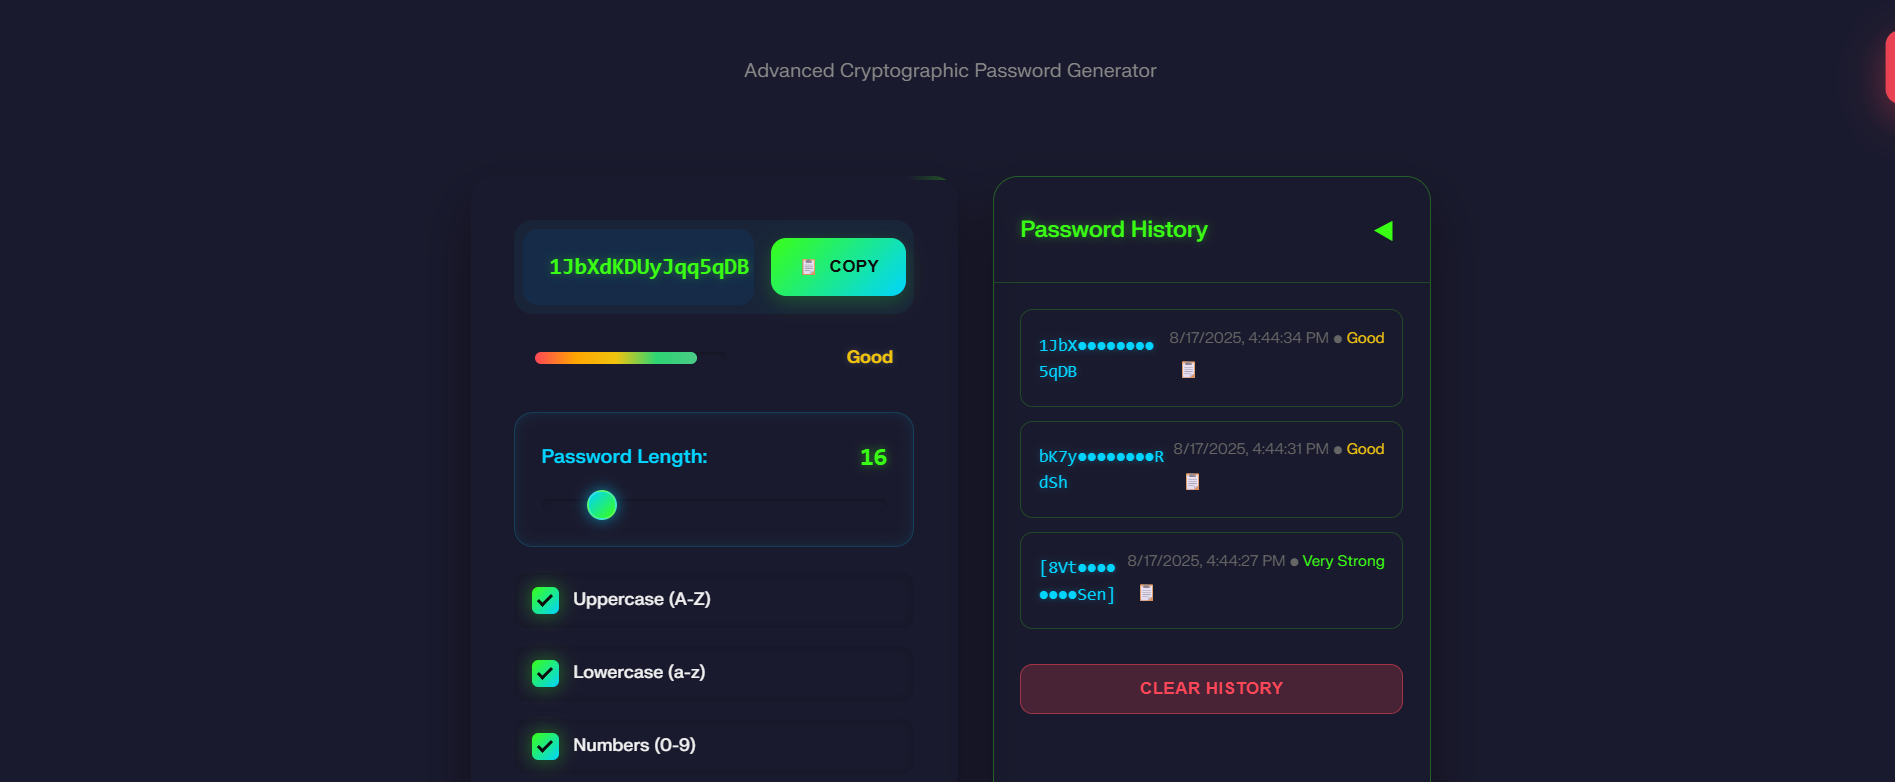 Advanced Cryptographic Password Generator
1JbXdKDUyJqq5qDB
COPY
Good
Password Length:
16
Uppercase (A-Z)
Lowercase (a-z)
Numbers (0-9)
Password History
1JbX●●●●●●●●
5qDB
8/17/2025, 4:44:34 PM ● Good
bK7y●●●●●●●●R
dSh
8/17/2025, 4:44:31 PM ● Good
[8Vt●●●●
●●●●Sen]
8/17/2025, 4:44:27 PM ● Very Strong
CLEAR HISTORY